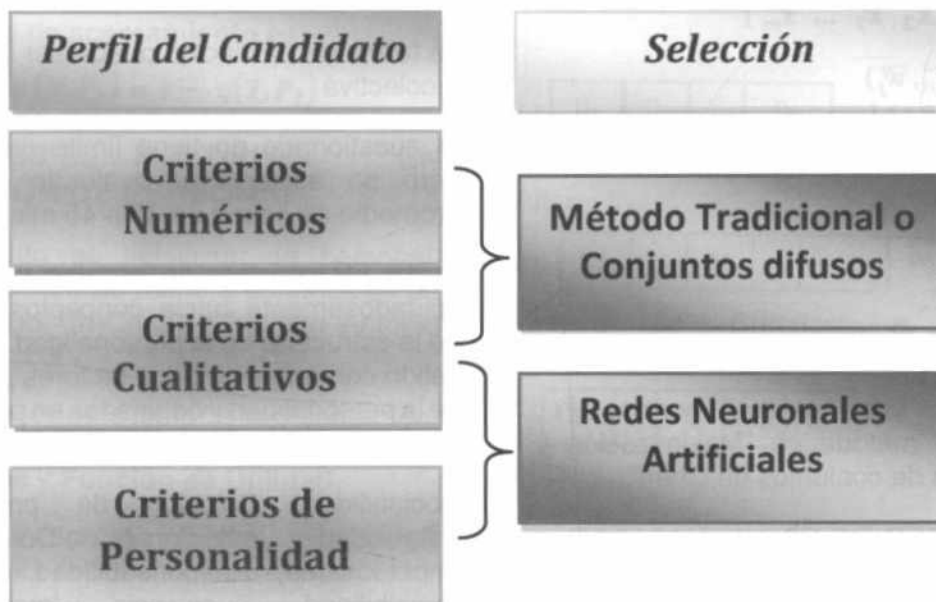 Perfil del Candidato
Selección
Criterios
Numéricos
Criterios
Cualitativos
Criterios de
Personalidad
Método Tradicional o
Conjuntos difusos
Redes Neuronales
Artificiales